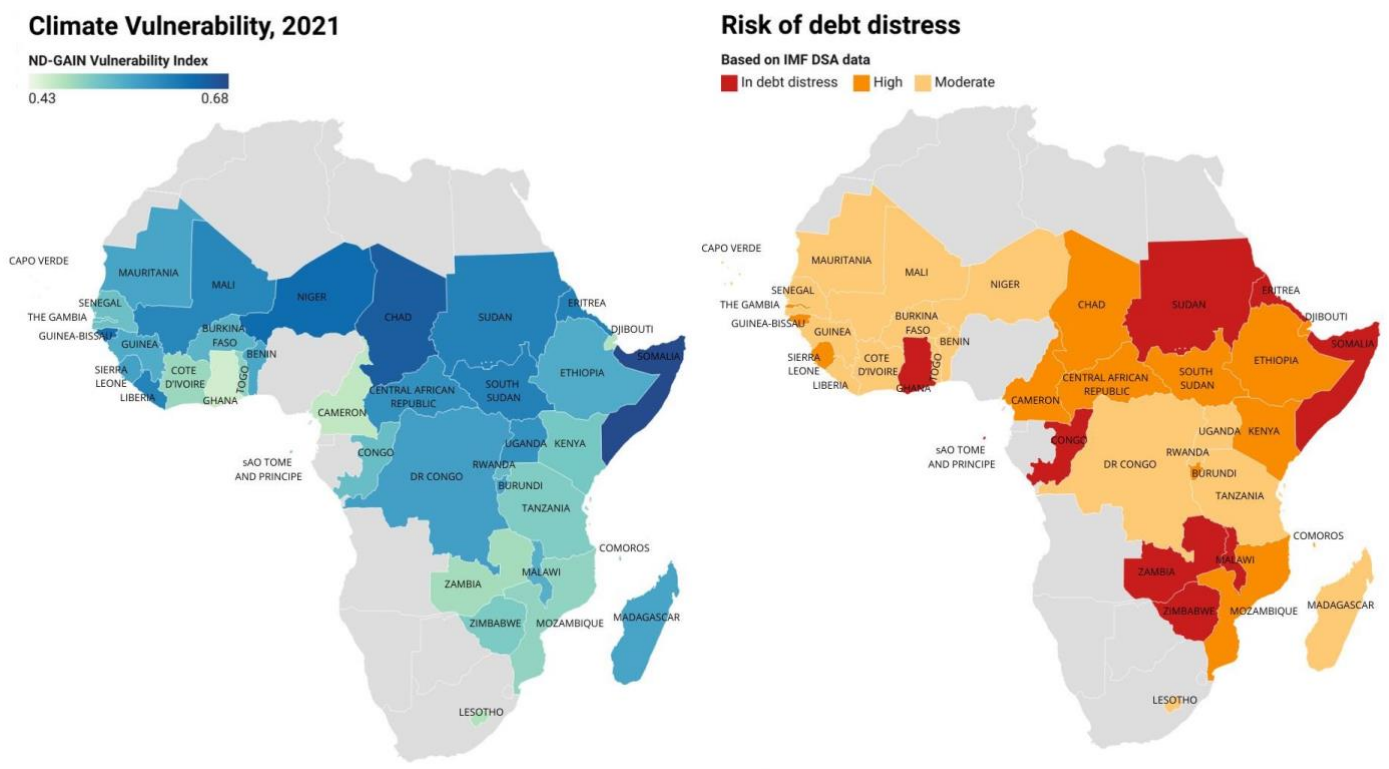 Climate Vulnerability, 2021
ND-GAIN Vulnerability Index
0.43
0.68
CAPO VERDE
MAURITANIA
MALI
NIGER
CHAD
SUDAN
ERITREA
SENEGAL
THE GAMBIA
GUINEA-BISSAU
GUINEA
BURKINA
FASO
BENIN
DJIBOUTI
SOMALIA
SIERRA
LEONE
COTE
D'IVOIRE
TOGO
ETHIOPIA
LIBERIA
GHANA
CENTRAL AFRICAN
REPUBLIC
SOUTH
SUDAN
CAMERON
UGANDA
KENYA
CONGO
sAO TOME
AND PRINCIPE
DR CONGO
RWANDA
BURUNDI
TANZANIA
COMOROS
MALAWI
ZAMBIA
ZIMBABWE
MOZAMBIQUE
MADAGASCAR
LESOTHO
Risk of debt distress
Based on IMF DSA data
In debt distress
High
Moderate
CAPO VERDE
MAURITANIA
MALI
NIGER
CHAD
SUDAN
ERITREA
SENEGAL
THE GAMBIA
GUINEA-BISSAU
GUINEA
BURKINA
FASO
BENIN
DJIBOUTI
SOMALIA
SIERRA
LEONE
COTE
D'IVOIRE
TOGO
ETHIOPIA
LIBERIA
GHANA
CENTRAL AFRICAN
REPUBLIC
SOUTH
SUDAN
CAMERON
UGANDA
KENYA
CONGO
sAO TOME
AND PRINCIPE
DR CONGO
RWANDA
BURUNDI
TANZANIA
COMOROS
MALAWI
ZAMBIA
ZIMBABWE
MOZAMBIQUE
MADAGASCAR
LESOTHO